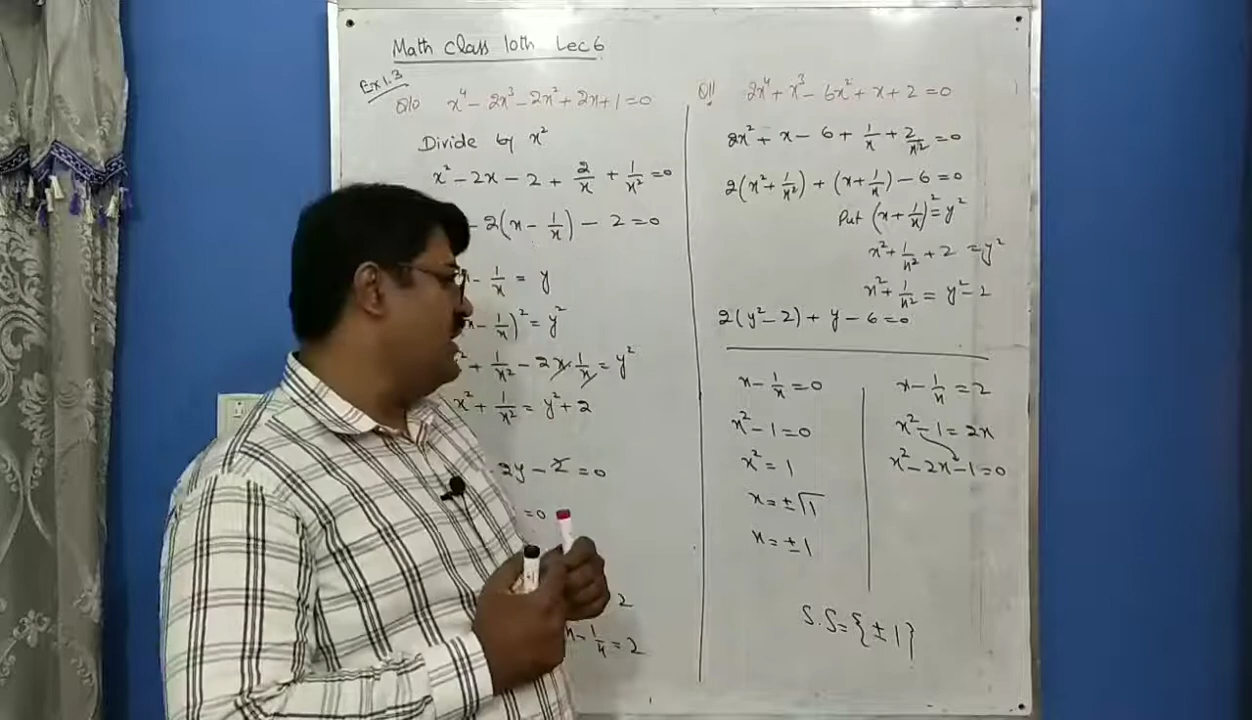 Math class 10th Lec 6
Ex 1.3
Q10 x⁴ - 2x³ - 2x² + 2x + 1 = 0
Divide by x²
x² - 2x - 2 + 2/x + 1/x² = 0
- 2(x - 1/x) - 2 = 0
x - 1/x = y
x - 1/x)² = y²
x² + 1/x² - 2x·1/x = y²
x² + 1/x² = y² + 2
2y - 2 = 0
= 0
2
x - 1/x = 2
Q11 2x⁴ + x³ - 6x² + x + 2 = 0
2x² + x - 6 + 1/x + 2/x² = 0
2(x² + 1/x²) + (x + 1/x) - 6 = 0
Put (x + 1/x)² = y²
x² + 1/x² + 2 = y²
x² + 1/x² = y² - 2
2(y² - 2) + y - 6 = 0
x - 1/x = 0
x² - 1 = 0
x² = 1
x = ±√1
x = ±1
x - 1/x = 2
x² - 1 = 2x
x² - 2x - 1 = 0
S.S = {±1}